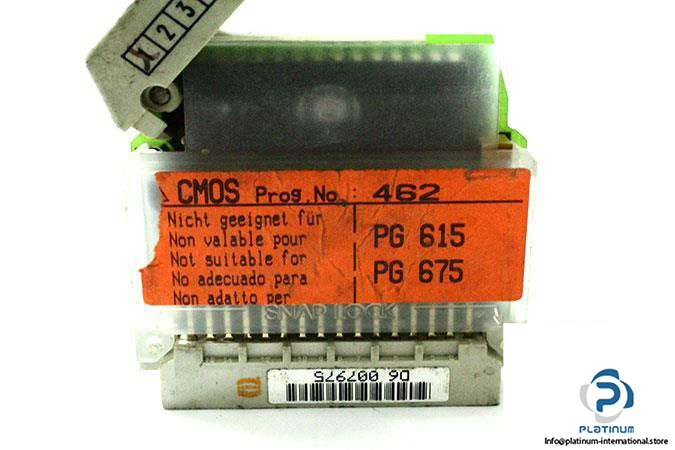 1 2 3
CMOS Prog.No.: 462
Nicht geeignet für
Non valable pour
Not suitable for
No adecuado para
Non adatto per
PG 615
PG 675
SNAP LOCK
D6 007975
PLATINUM
Info@platinum-international.store